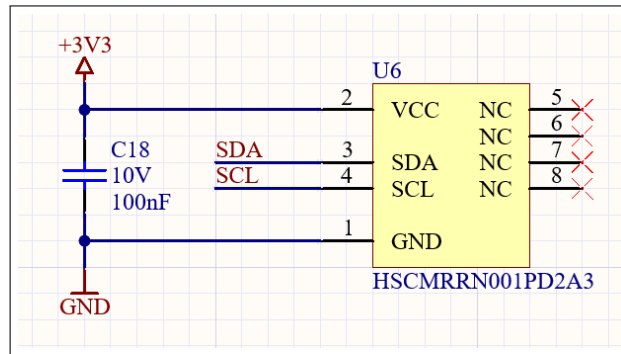 +3V3
U6
2 VCC NC 5
NC 6
C18 SDA 3 SDA NC 7
10V SCL 4 SCL NC 8
100nF
1 GND
HSCMRRN001PD2A3
GND